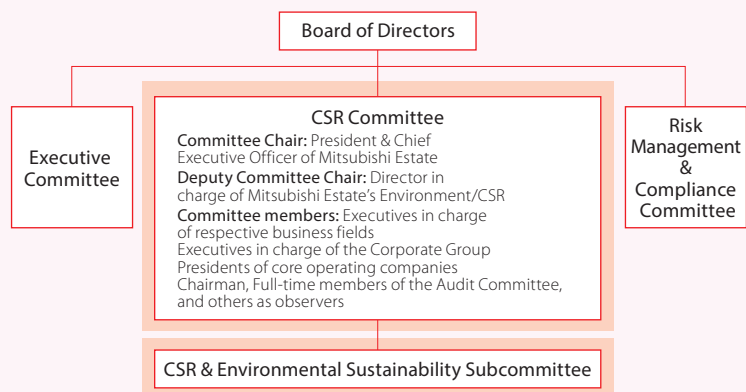 Board of Directors
Executive
Committee
CSR Committee
Committee Chair: President & Chief
Executive Officer of Mitsubishi Estate
Deputy Committee Chair: Director in
charge of Mitsubishi Estate's Environment/CSR
Committee members: Executives in charge
of respective business fields
Executives in charge of the Corporate Group
Presidents of core operating companies
Chairman, Full-time members of the Audit Committee,
and others as observers
Risk
Management
&
Compliance
Committee
CSR & Environmental Sustainability Subcommittee